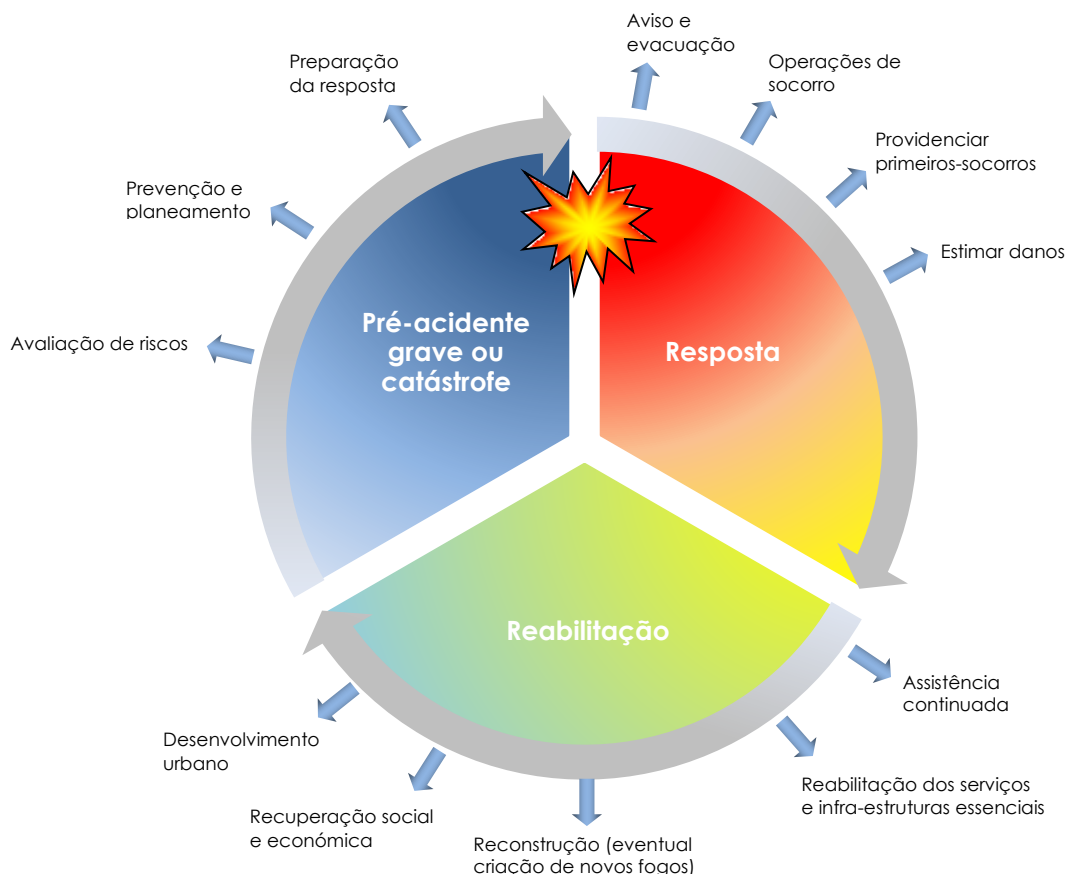 Aviso e
evacuação
Operações de
socorro
Providenciar
primeiros-socorros
Estimar danos
Preparação
da resposta
Prevenção e
planeamento
Avaliação de riscos
Pré-acidente
grave ou
catástrofe
Resposta
Reabilitação
Assistência
continuada
Reabilitação dos serviços
e infra-estruturas essenciais
Reconstrução (eventual
criação de novos fogos)
Recuperação social
e económica
Desenvolvimento
urbano